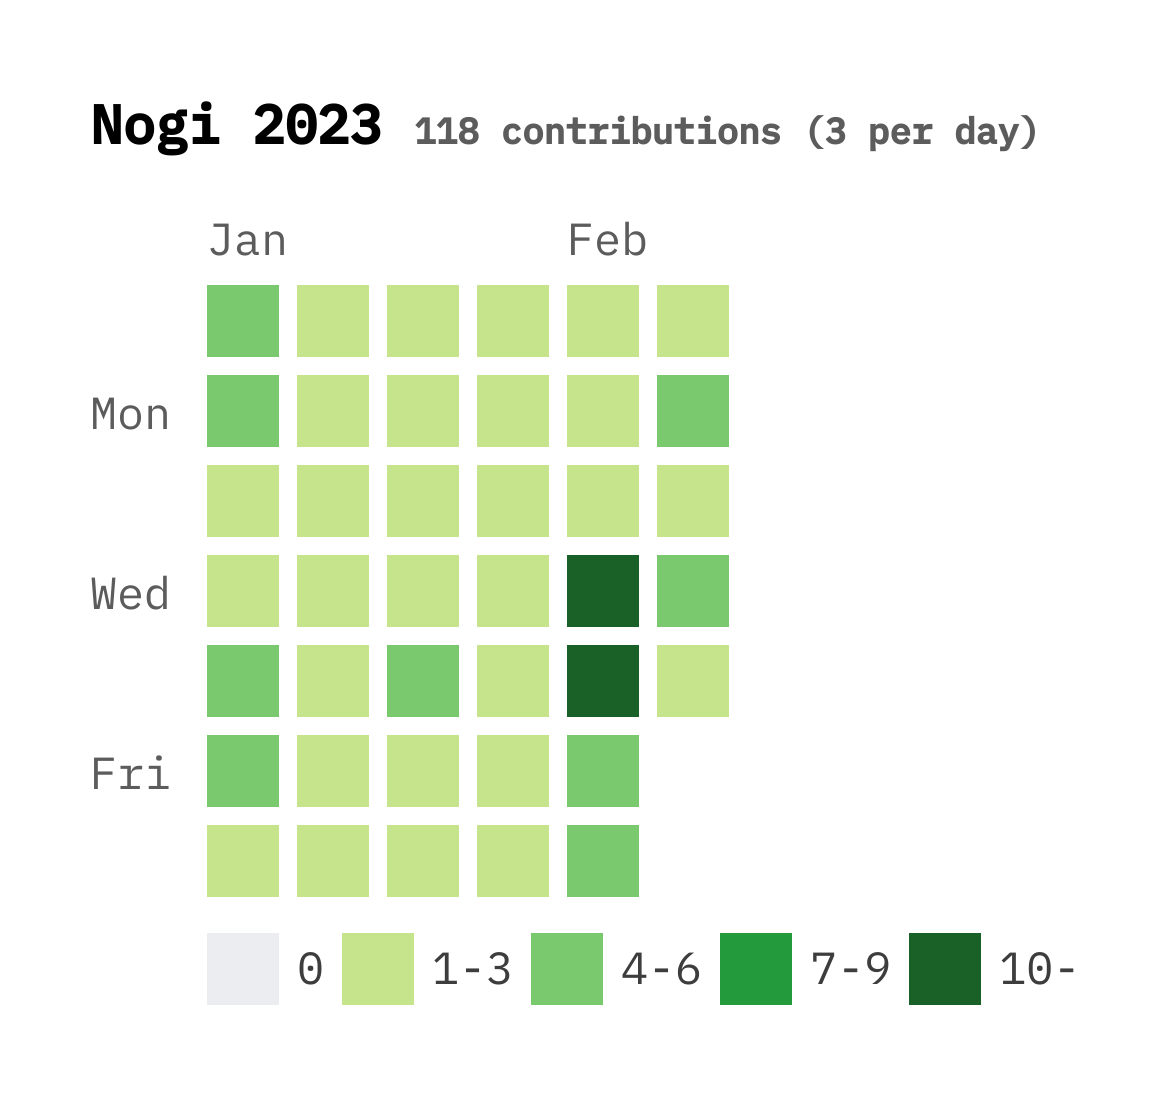 Nogi 2023 118 contributions (3 per day)
Jan Feb
Mon
Wed
Fri
0 1-3 4-6 7-9 10-